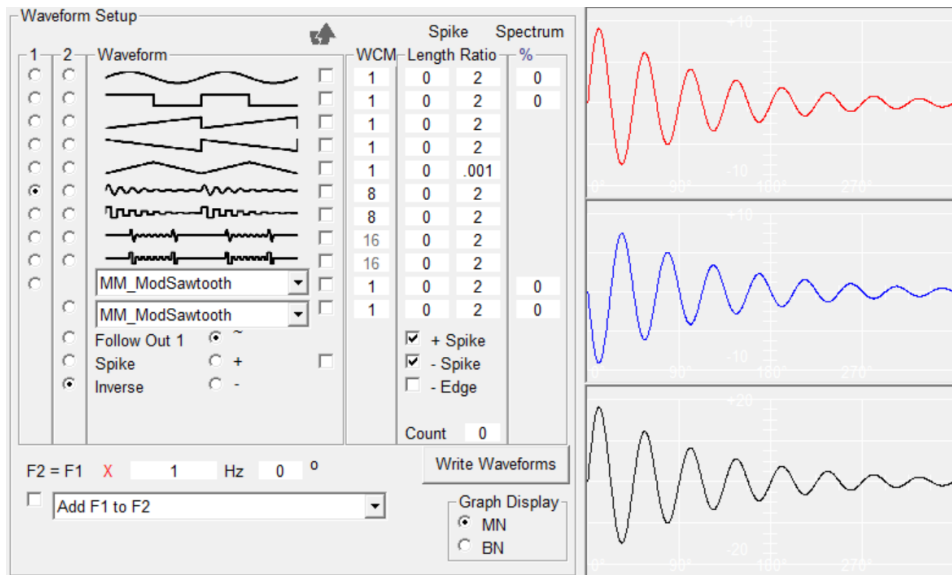 Waveform Setup
Spike Spectrum
1 2 Waveform WCM Length Ratio %
1 0 2 0
1 0 2 0
1 0 2
1 0 2
1 0 .001
8 0 2
8 0 2
16 0 2
16 0 2
MM_ModSawtooth 1 0 2 0
MM_ModSawtooth 1 0 2 0
Follow Out 1 ~ + Spike
Spike + - Spike
Inverse - - Edge
Count 0
F2 = F1 X 1 Hz 0 º
Write Waveforms
Add F1 to F2
Graph Display
MN
BN
+10
-10
0° 90° 180° 270°
+10
-10
0° 90° 180° 270°
+20
-20
0° 90° 180° 270°